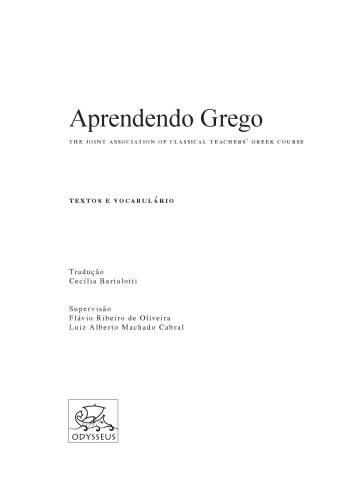 Aprendendo Grego
THE JOINT ASSOCIATION OF CLASSICAL TEACHERS' GREEK COURSE
TEXTOS E VOCABULÁRIO
Tradução
Cecília Bartalotti
Supervisão
Flávio Ribeiro de Oliveira
Luiz Alberto Machado Cabral
ODYSSEUS